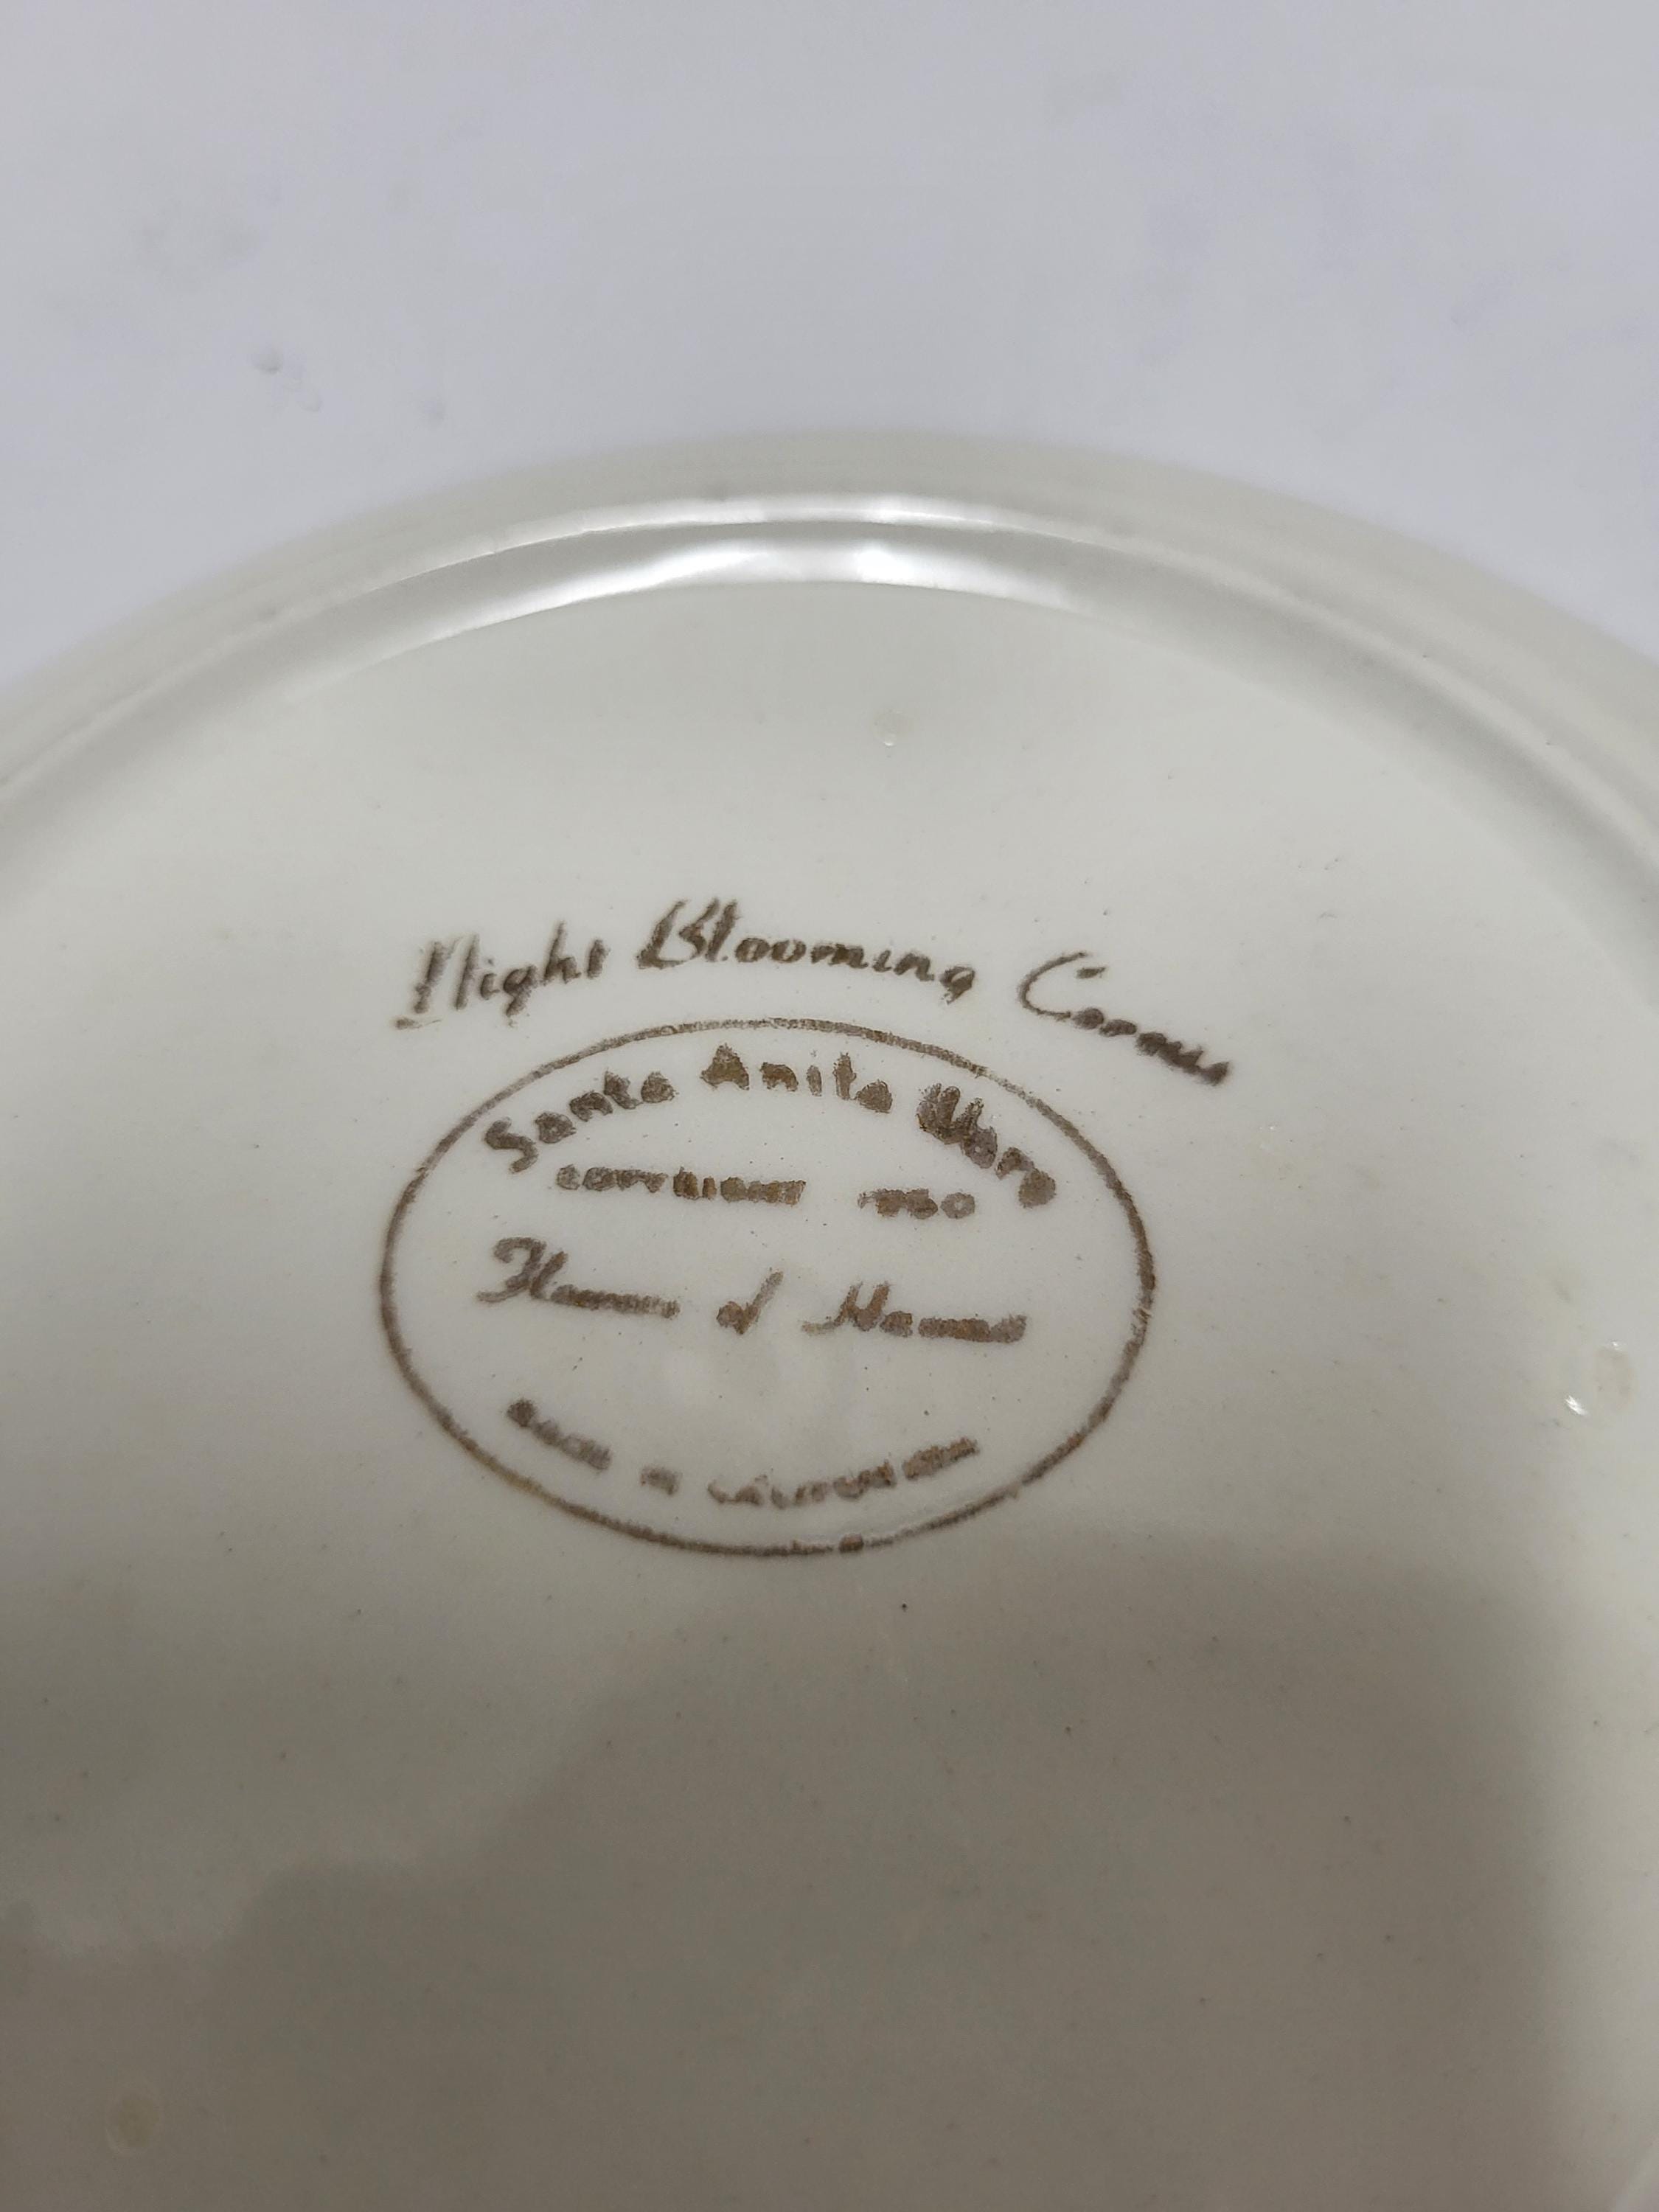 Night Blooming Cereus
Santa Anita Ware
COPYRIGHT 1950
Flowers of Hawaii
MADE IN CALIFORNIA